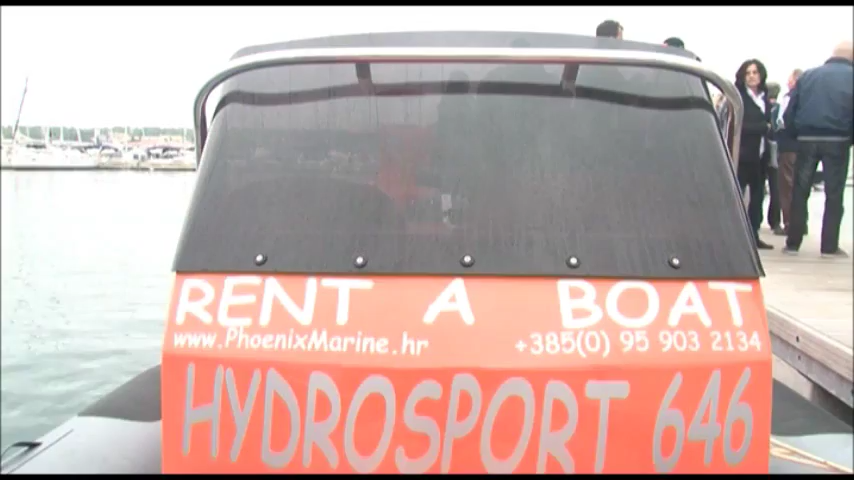 RENT A BOAT
www.PhoenixMarine.hr +385(0) 95 903 2134
HYDROSPORT 646